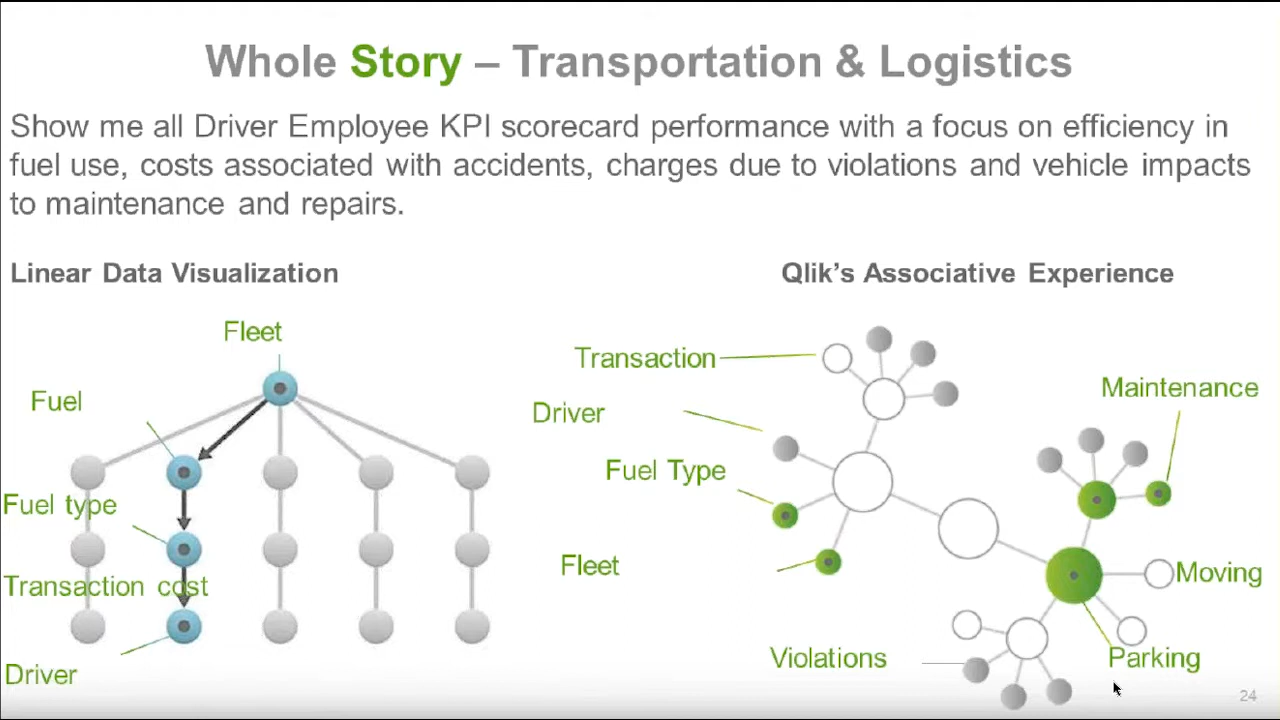 Whole Story – Transportation & Logistics
Show me all Driver Employee KPI scorecard performance with a focus on efficiency in
fuel use, costs associated with accidents, charges due to violations and vehicle impacts
to maintenance and repairs.
Linear Data Visualization
Fleet
Fuel
Fuel type
Transaction cost
Driver
Qlik’s Associative Experience
Transaction
Maintenance
Driver
Fuel Type
Fleet
Moving
Violations
Parking
24